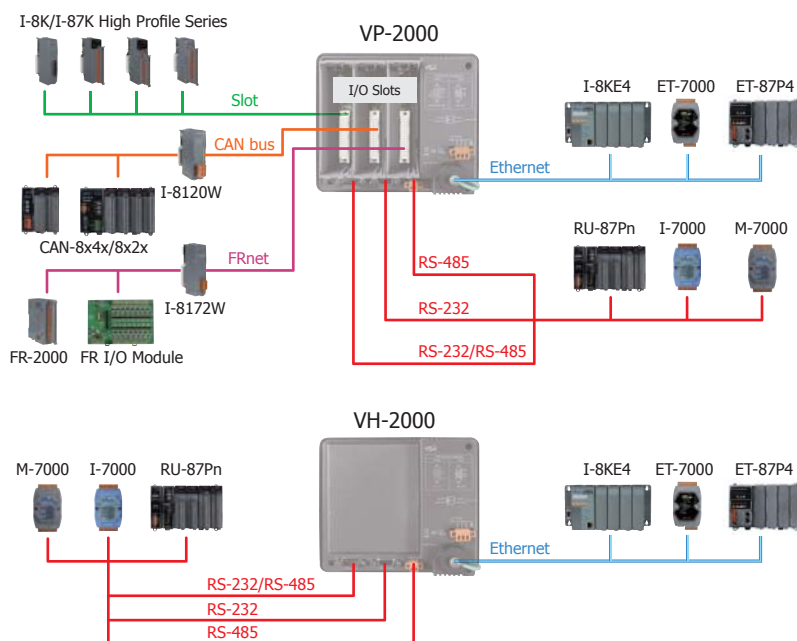 I-8K/I-87K High Profile Series
VP-2000
I/O Slots
Slot
CAN bus
I-8120W
CAN-8x4x/8x2x
FRnet
I-8172W
FR-2000
FR I/O Module
I-8KE4
ET-7000
ET-87P4
Ethernet
RU-87Pn
I-7000
M-7000
RS-485
RS-232
RS-232/RS-485
VH-2000
M-7000
I-7000
RU-87Pn
I-8KE4
ET-7000
ET-87P4
Ethernet
RS-232/RS-485
RS-232
RS-485